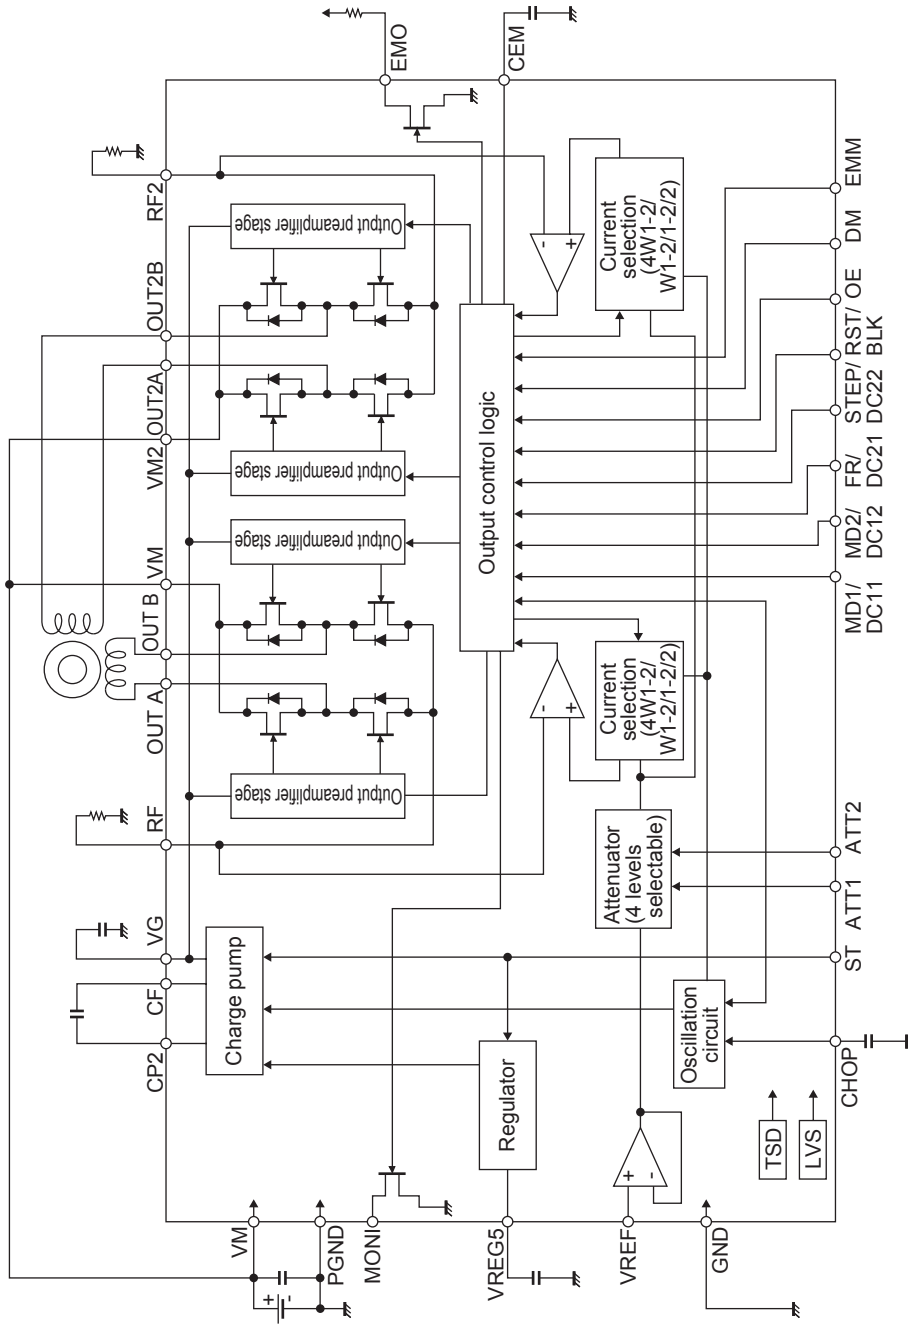 CP2
CF
VG
RF
OUT A
OUT B
VM
VM2
OUT2A
OUT2B
RF2
+
-
VM
PGND
MONI
VREG5
VREF
GND
EMO
CEM
Charge pump
Output preamplifier stage
Output preamplifier stage
Output preamplifier stage
Output preamplifier stage
Regulator
Output control logic
+
-
-
+
-
+
Attenuator
(4 levels
selectable)
Current
selection
(4W1-2/
W1-2/1-2/2)
Current
selection
(4W1-2/
W1-2/1-2/2)
Oscillation
circuit
TSD
LVS
CHOP
ST
ATT1
ATT2
MD1/
DC11
MD2/
DC12
FR/
DC21
STEP/
DC22
RST/
BLK
OE
DM
EMM